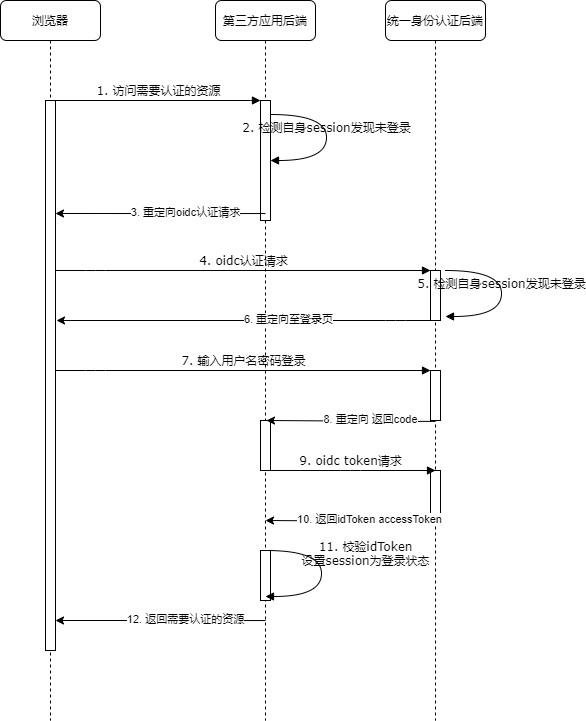 浏览器
第三方应用后端
统一身份认证后端
1. 访问需要认证的资源
2. 检测自身session发现未登录
3. 重定向oidc认证请求
4. oidc认证请求
5. 检测自身session发现未登录
6. 重定向至登录页
7. 输入用户名密码登录
8. 重定向 返回code
9. oidc token请求
10. 返回idToken accessToken
11. 校验idToken
设置session为登录状态
12. 返回需要认证的资源